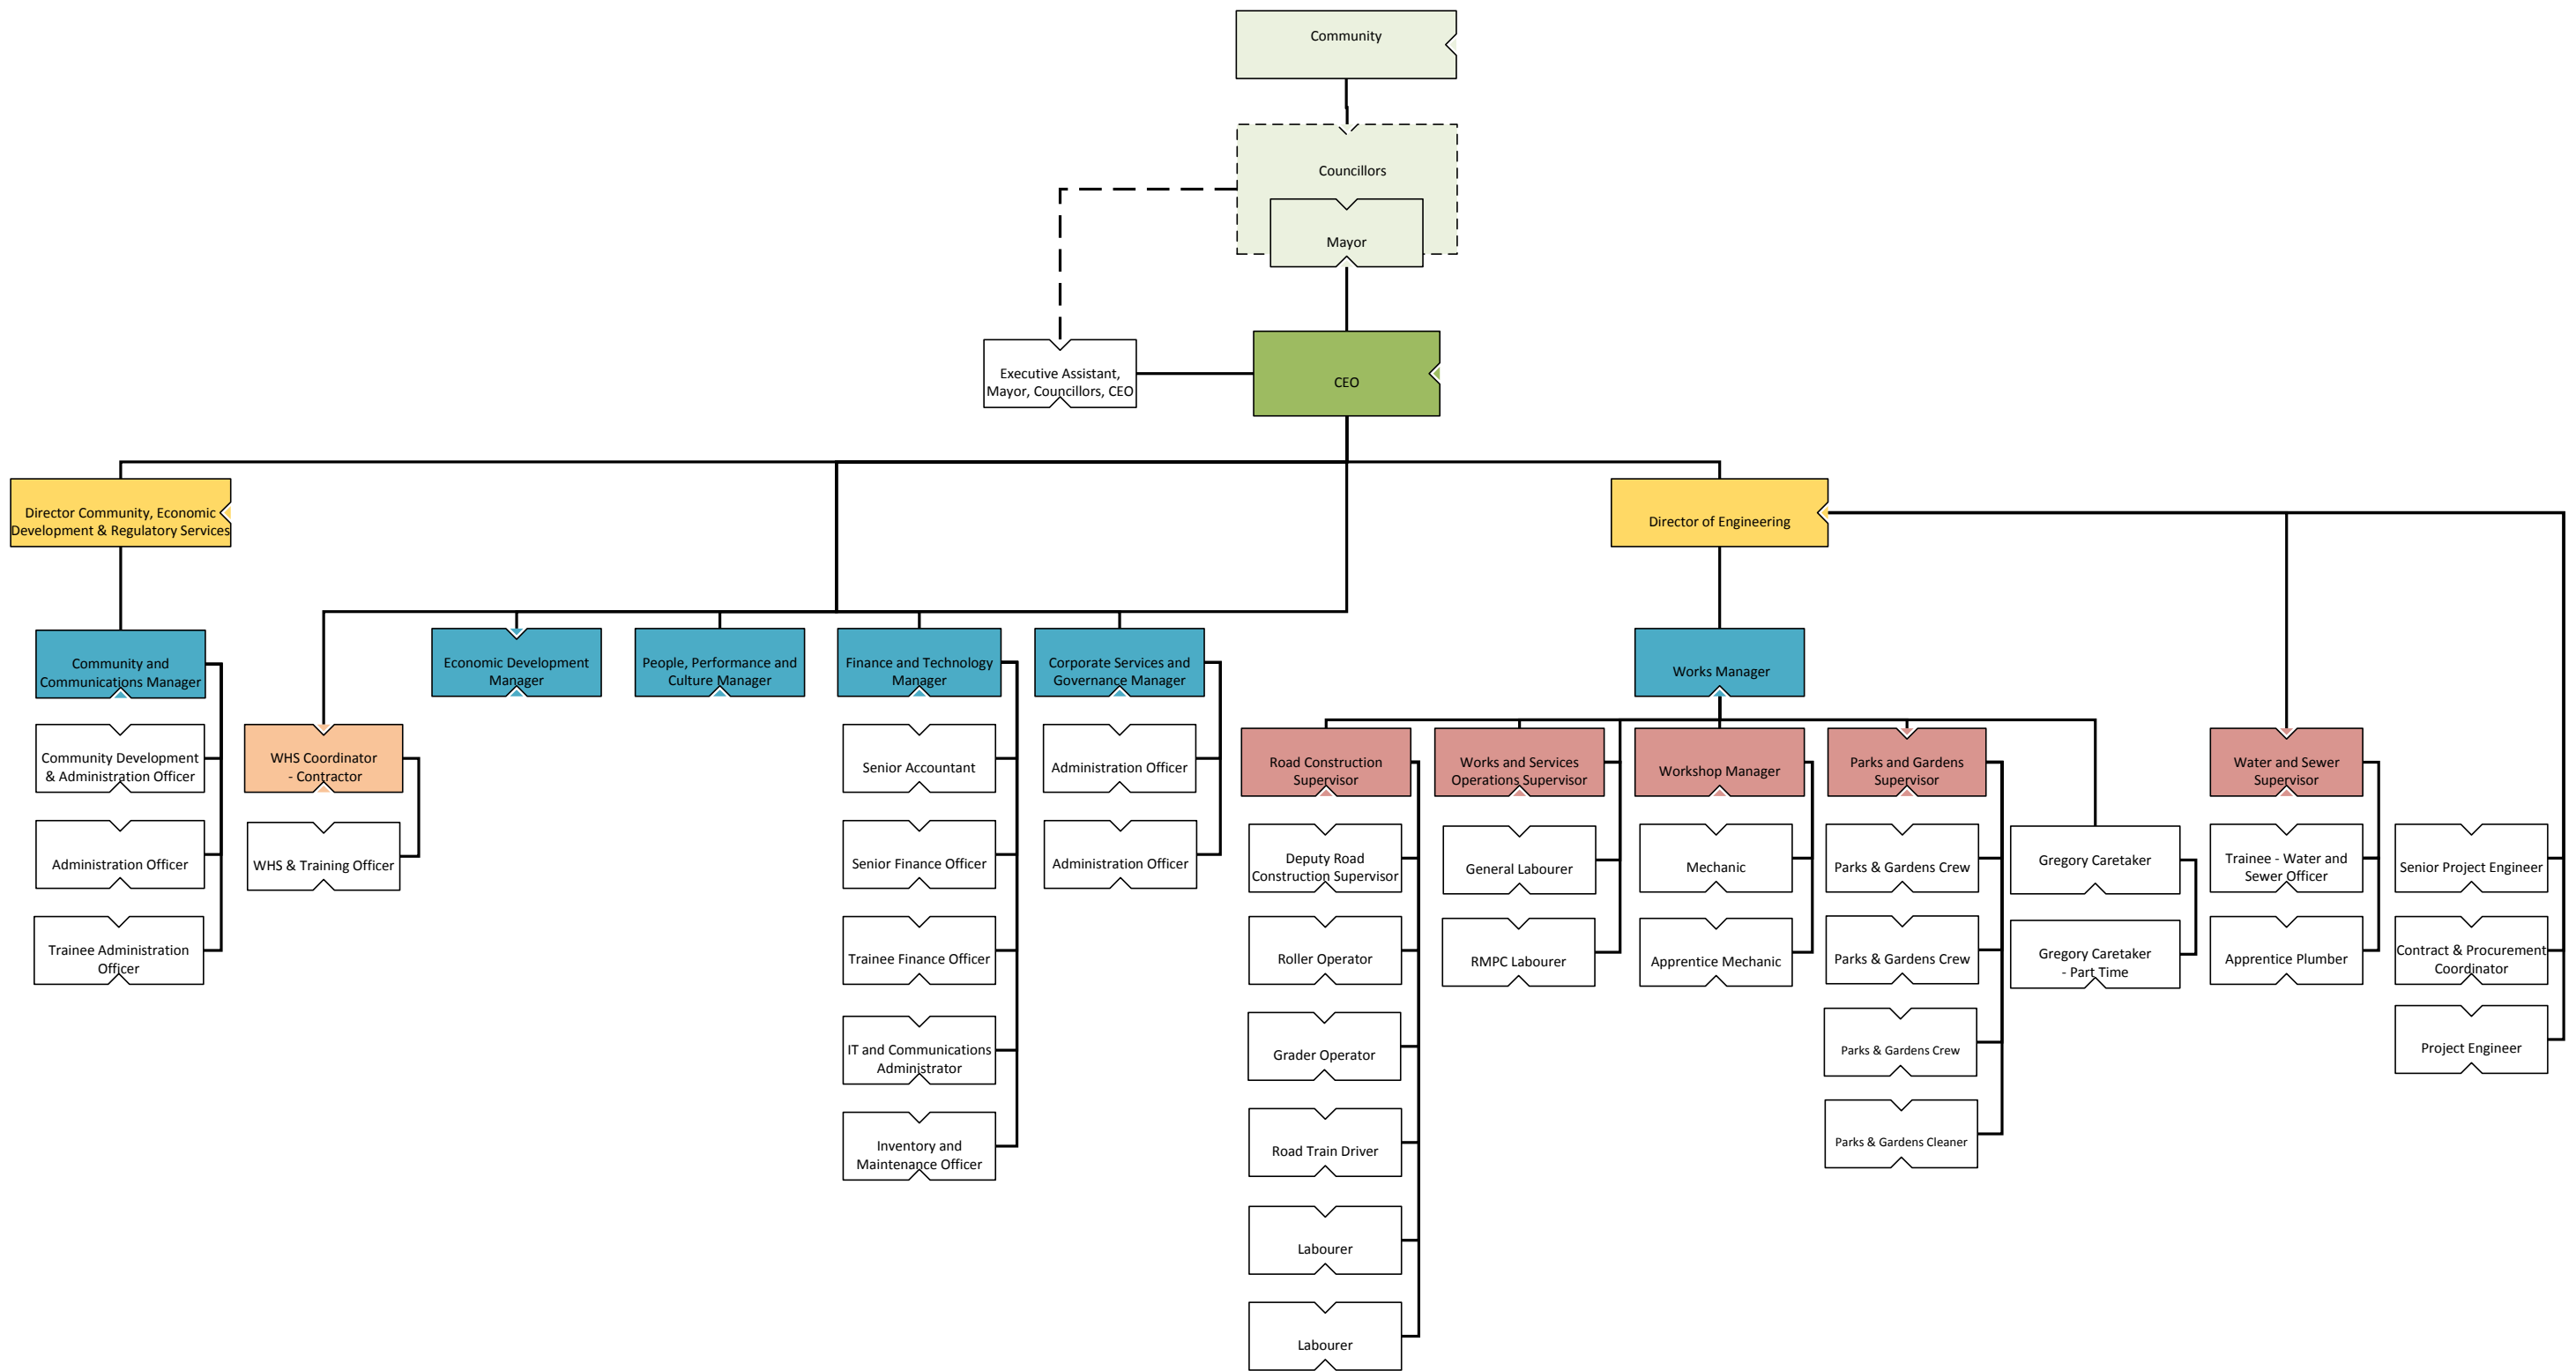 Community
Councillors
Mayor
Executive Assistant,
Mayor, Councillors, CEO
CEO
Director Community, Economic
Development & Regulatory Services
Director of Engineering
Community and
Communications Manager
Economic Development
Manager
People, Performance and
Culture Manager
Finance and Technology
Manager
Corporate Services and
Governance Manager
Works Manager
Community Development
& Administration Officer
WHS Coordinator
- Contractor
Senior Accountant
Administration Officer
Road Construction
Supervisor
Works and Services
Operations Supervisor
Workshop Manager
Parks and Gardens
Supervisor
Water and Sewer
Supervisor
Administration Officer
WHS & Training Officer
Senior Finance Officer
Administration Officer
Deputy Road
Construction Supervisor
General Labourer
Mechanic
Parks & Gardens Crew
Gregory Caretaker
Trainee - Water and
Sewer Officer
Senior Project Engineer
Trainee Administration
Officer
Trainee Finance Officer
Roller Operator
RMPC Labourer
Apprentice Mechanic
Parks & Gardens Crew
Gregory Caretaker
- Part Time
Apprentice Plumber
Contract & Procurement
Coordinator
IT and Communications
Administrator
Grader Operator
Parks & Gardens Crew
Project Engineer
Inventory and
Maintenance Officer
Road Train Driver
Parks & Gardens Cleaner
Labourer
Labourer